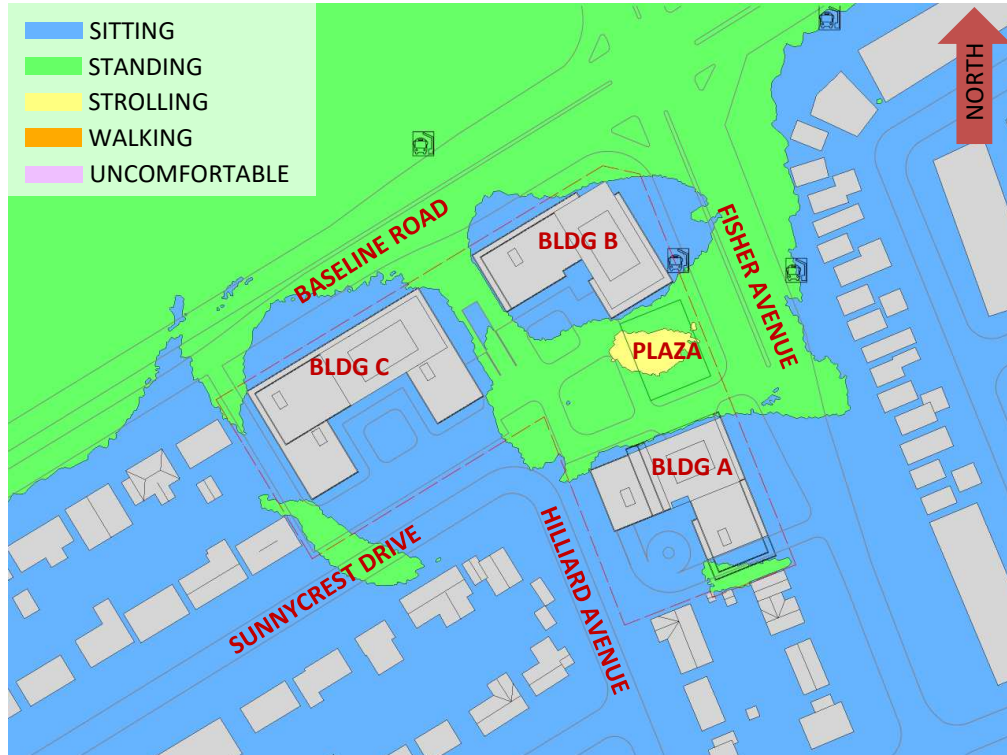 SITTING
STANDING
STROLLING
WALKING
UNCOMFORTABLE
NORTH
BASELINE ROAD
FISHER AVENUE
BLDG B
PLAZA
BLDG C
BLDG A
HILLIARD AVENUE
SUNNYCREST DRIVE